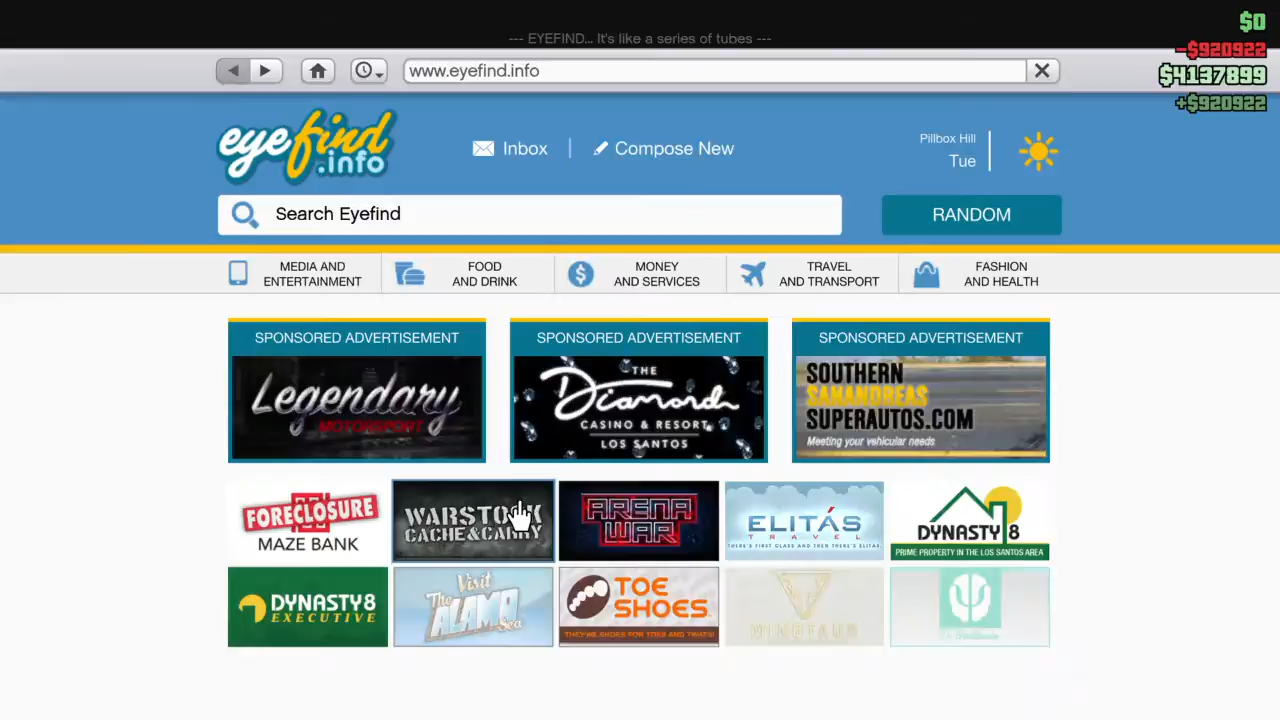 $0
--- EYEFIND... It's like a series of tubes ---
-$920922
www.eyefind.info
$4137899
+$920922
eyefind
.info
Inbox
Compose New
Pillbox Hill
Tue
Search Eyefind
RANDOM
MEDIA AND
ENTERTAINMENT
FOOD
AND DRINK
MONEY
AND SERVICES
TRAVEL
AND TRANSPORT
FASHION
AND HEALTH
SPONSORED ADVERTISEMENT
Legendary
MOTORSPORT
SPONSORED ADVERTISEMENT
THE
Diamond
CASINO & RESORT
LOS SANTOS
SPONSORED ADVERTISEMENT
SOUTHERN
SANANDREAS
SUPERAUTOS.COM
Meeting your vehicular needs
FORECLOSURE
MAZE BANK
WARSTOCK
CACHE&CARRY
ARENA
WAR
ELITÁS
TRAVEL
THERE'S FIRST CLASS AND THEN THERE'S ELITAS
DYNASTY 8
PRIME PROPERTY IN THE LOS SANTOS AREA
DYNASTY 8
EXECUTIVE
Visit
The
ALAMO
Sea
TOE
SHOES
THEY'RE SHOES FOR TOES AND THAT'S IT
MINOTAUR